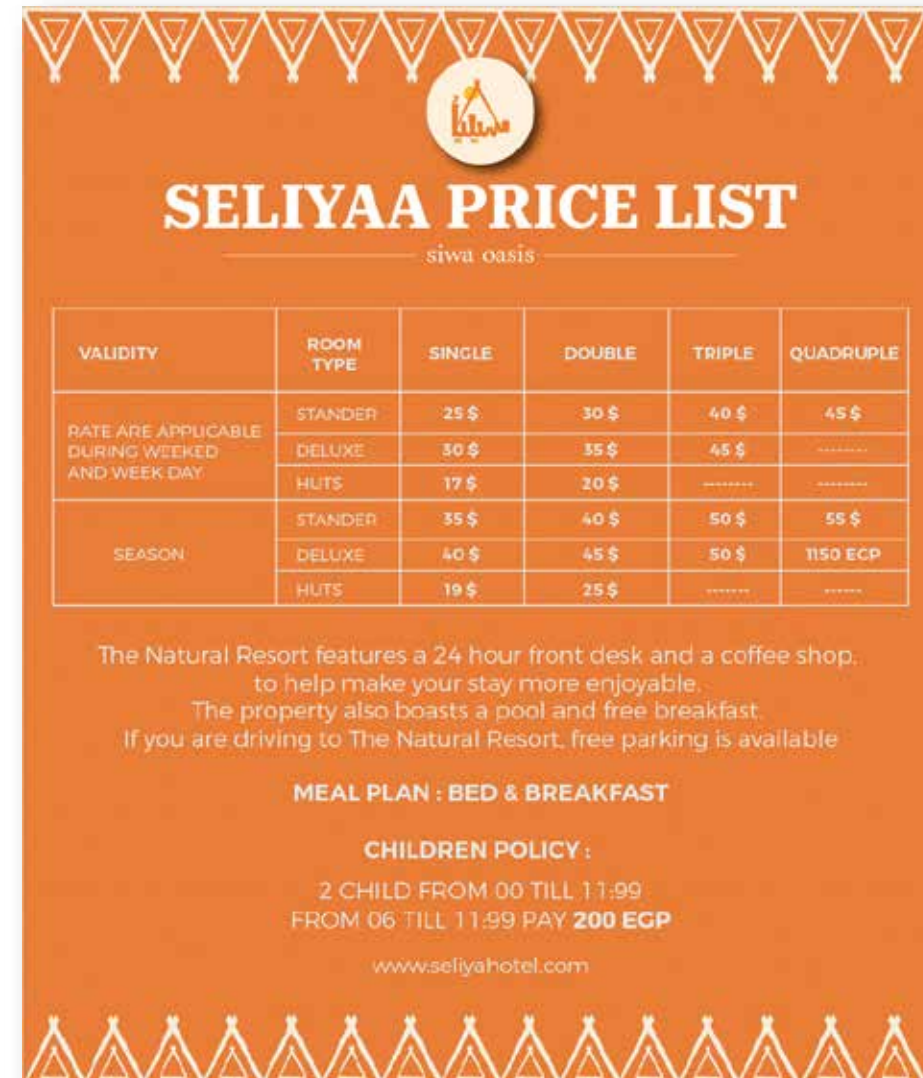 سيليا
SELIYAA PRICE LIST
siwa oasis
VALIDITY ROOM TYPE SINGLE DOUBLE TRIPLE QUADRUPLE
RATE ARE APPLICABLE DURING WEEKED AND WEEK DAY
STANDER 25 $ 30 $ 40 $ 45 $
DELUXE 30 $ 35 $ 45 $ --------
HUTS 17 $ 20 $ -------- --------
SEASON
STANDER 35 $ 40 $ 50 $ 55 $
DELUXE 40 $ 45 $ 50 $ 1150 EGP
HUTS 19 $ 25 $ ------- ------
The Natural Resort features a 24 hour front desk and a coffee shop,
to help make your stay more enjoyable.
The property also boasts a pool and free breakfast.
If you are driving to The Natural Resort, free parking is available
MEAL PLAN : BED & BREAKFAST
CHILDREN POLICY :
2 CHILD FROM 00 TILL 11:99
FROM 06 TILL 11:99 PAY 200 EGP
www.seliyahotel.com